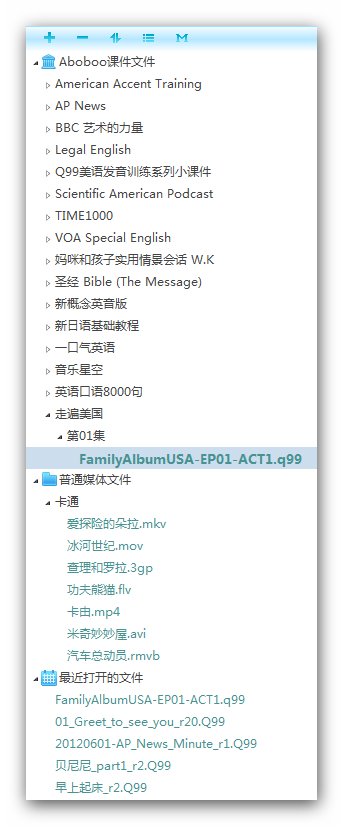 Aboboo课件文件
American Accent Training
AP News
BBC 艺术的力量
Legal English
Q99美语发音训练系列小课件
Scientific American Podcast
TIME1000
VOA Special English
妈咪和孩子实用情景会话 W.K
圣经 Bible (The Message)
新概念英音版
新日语基础教程
一口气英语
音乐星空
英语口语8000句
走遍美国
第01集
FamilyAlbumUSA-EP01-ACT1.q99
普通媒体文件
卡通
爱探险的朵拉.mkv
冰河世纪.mov
查理和罗拉.3gp
功夫熊猫.flv
卡由.mp4
米奇妙妙屋.avi
汽车总动员.rmvb
最近打开的文件
FamilyAlbumUSA-EP01-ACT1.q99
01_Greet_to_see_you_r20.Q99
20120601-AP_News_Minute_r1.Q99
贝尼尼_part1_r2.Q99
早上起床_r2.Q99